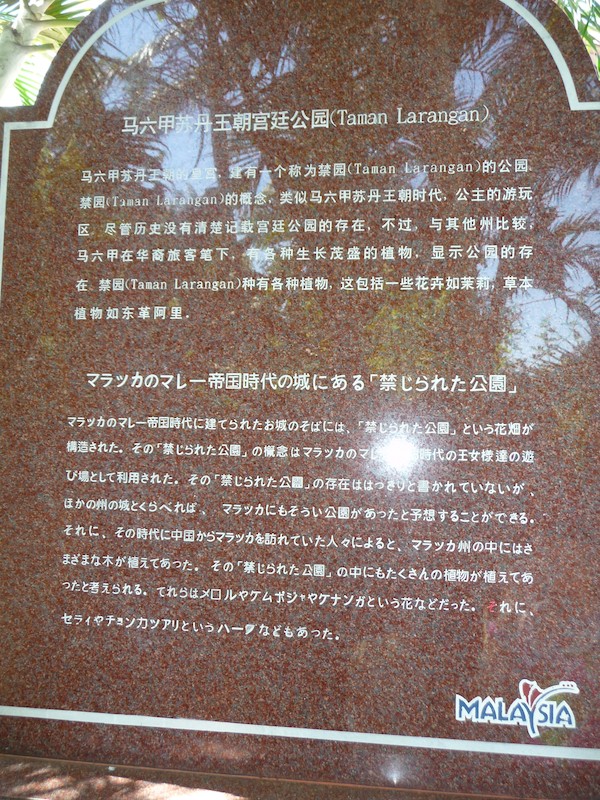 马六甲苏丹王朝宫廷公园(Taman Larangan)
马六甲苏丹王朝的皇宫，建有一个称为禁园(Taman Larangan)的公园.
禁园(Taman Larangan)的概念，类似马六甲苏丹王朝时代，公主的游玩
区. 尽管历史没有清楚记载宫廷公园的存在，不过，与其他州比较，
马六甲在华裔旅客笔下，有各种生长茂盛的植物，显示公园的存
在. 禁园(Taman Larangan)种有各种植物，这包括一些花卉如茉莉，草本
植物如东革阿里.
マラッカのマレー帝国時代の城にある「禁じられた公園」
マラッカのマレー帝国時代に建てられたお城のそばには、「禁じられた公園」という花畑が
構造された。その「禁じられた公園」の概念はマラッカのマレ 時代の王女様達の遊
び場として利用された。その「禁じられた公園」の存在ははっきりと書かれていないが、
ほかの州の城とくらべれば、 マラッカにもそうい公園があったと予想することができる。
それに、その時代に中国からマラッカを訪れていた人々によると、マラッカ州の中にはさ
まざまな木が植えてあった。その「禁じられた公園」の中にもたくさんの植物が植えてあ
ったと考えられる。てれらはメロルやケムポジャやケナンガという花などだった。それに、
セラィやチョンカツアリというハーブなどもあった。
MALAYSIA